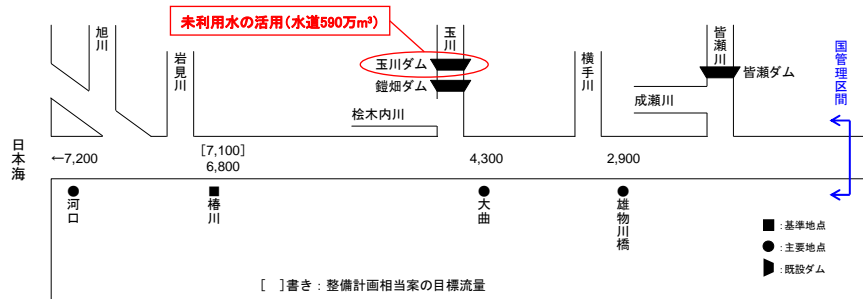 未利用水の活用(水道590万m³)
旭川
岩見川
玉川
玉川ダム
鎧畑ダム
桧木内川
横手川
皆瀬川
皆瀬ダム
成瀬川
国管理区間
日本海
←7,200
[7,100]
6,800
4,300
2,900
河口
椿川
大曲
雄物川橋
■:基準地点
●:主要地点
:既設ダム
[ ]書き:整備計画相当案の目標流量